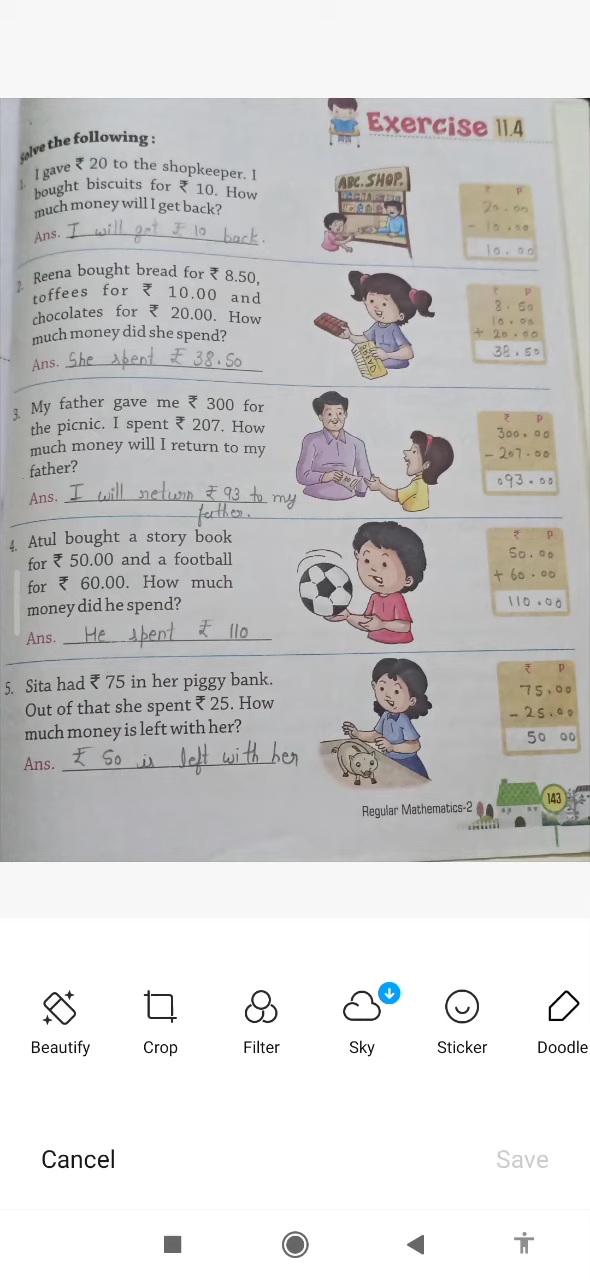 Exercise 11.4
Solve the following :
1. I gave ₹ 20 to the shopkeeper. I
bought biscuits for ₹ 10. How
much money will I get back?
Ans. I will get ₹ 10 back.
ABC. SHOP.
₹ P
20.00
- 10.00
10.00
2. Reena bought bread for ₹ 8.50,
toffees for ₹ 10.00 and
chocolates for ₹ 20.00. How
much money did she spend?
Ans. She spent ₹ 38.50
₹ P
8.50
10.00
+ 20.00
38.50
3. My father gave me ₹ 300 for
the picnic. I spent ₹ 207. How
much money will I return to my
father?
Ans. I will return ₹ 93 to my
father.
₹ P
300.00
- 207.00
093.00
4. Atul bought a story book
for ₹ 50.00 and a football
for ₹ 60.00. How much
money did he spend?
Ans. He spent ₹ 110
₹ P
50.00
+ 60.00
110.00
5. Sita had ₹ 75 in her piggy bank.
Out of that she spent ₹ 25. How
much money is left with her?
Ans. ₹ 50 is left with her
₹ P
75.00
- 25.00
50 00
Regular Mathematics-2
143
Beautify Crop Filter Sky Sticker Doodle
Cancel Save